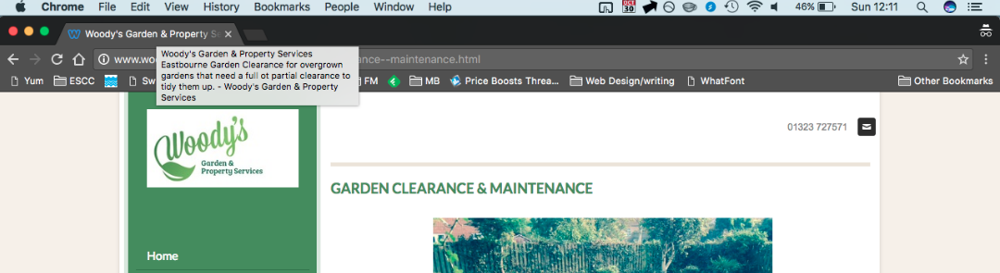 Chrome File Edit View History Bookmarks People Window Help OCT 30 46% Sun 12:11
Woody's Garden & Property S
Woody's Garden & Property Services
Eastbourne Garden Clearance for overgrown
gardens that need a full ot partial clearance to
tidy them up. - Woody's Garden & Property
Services
www.wo ance--maintenance.html
Yum ESCC Sw FM MB Price Boosts Threa... Web Design/writing WhatFont Other Bookmarks
Woody's
Garden &
Property Services
01323 727571
GARDEN CLEARANCE & MAINTENANCE
Home